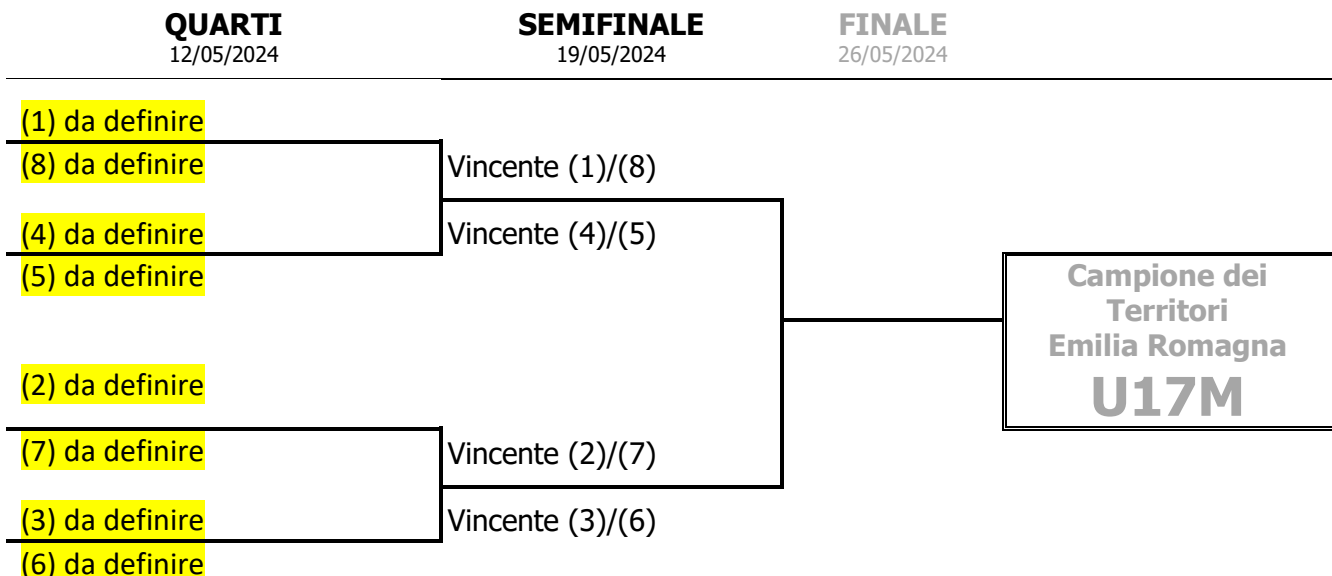 QUARTI
12/05/2024
SEMIFINALE
19/05/2024
FINALE
26/05/2024
(1) da definire
(8) da definire
Vincente (1)/(8)
(4) da definire
Vincente (4)/(5)
(5) da definire
Campione dei
Territori
Emilia Romagna
U17M
(2) da definire
(7) da definire
Vincente (2)/(7)
(3) da definire
Vincente (3)/(6)
(6) da definire